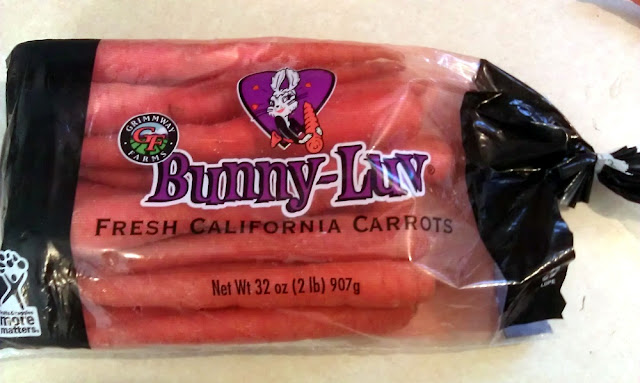 GRIMMWAY
GF
FARMS
Bunny-Luv
FRESH CALIFORNIA CARROTS
Net Wt 32 oz (2 lb) 907g
more
matters.